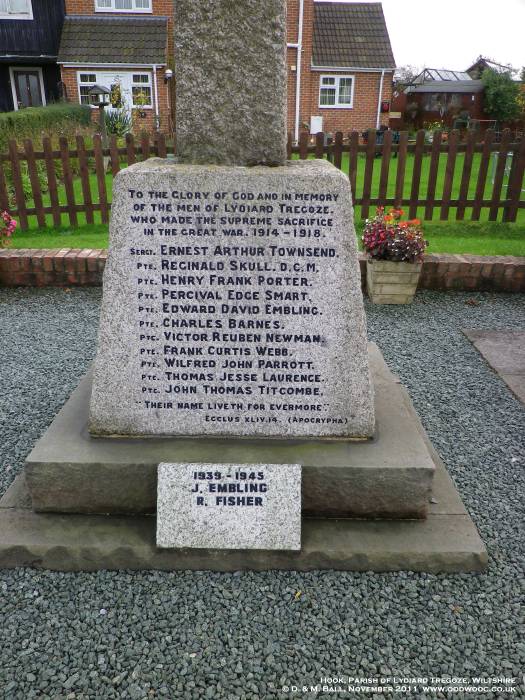 To the Glory of God and in memory
of the men of Lydiard Tregoze.
who made the supreme sacrifice
in the great war. 1914 - 1918.
Sergt. Ernest Arthur Townsend.
Pte. Reginald Skull. D.C.M.
Pte. Henry Frank Porter.
Pte. Percival Edge Smart.
Pte. Edward David Embling.
Pte. Charles Barnes.
Pte. Victor Reuben Newman.
Pte. Frank Curtis Webb.
Pte. Wilfred John Parrott.
Pte. Thomas Jesse Laurence.
Pte. John Thomas Titcombe.
"Their name liveth for evermore"
Ecclus XLIV.14. (Apocrypha)
1939 - 1945
J. EMBLING
R. FISHER
Hook, Parish of Lydiard Tregoze, Wiltshire
© D. & M. Ball, November 2011 www.oodwooc.co.uk